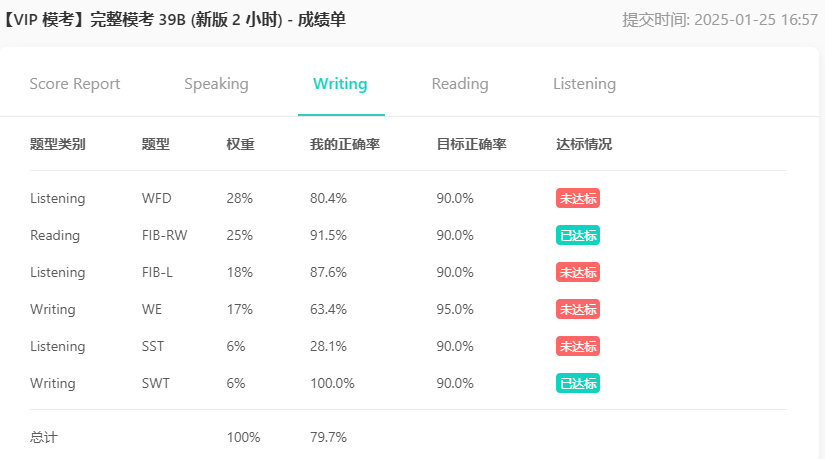 【VIP 模考】完整模考 39B (新版 2 小时) - 成绩单 提交时间: 2025-01-25 16:57
Score Report Speaking Writing Reading Listening
题型类别 题型 权重 我的正确率 目标正确率 达标情况
Listening WFD 28% 80.4% 90.0% 未达标
Reading FIB-RW 25% 91.5% 90.0% 已达标
Listening FIB-L 18% 87.6% 90.0% 未达标
Writing WE 17% 63.4% 95.0% 未达标
Listening SST 6% 28.1% 90.0% 未达标
Writing SWT 6% 100.0% 90.0% 已达标
总计 100% 79.7%